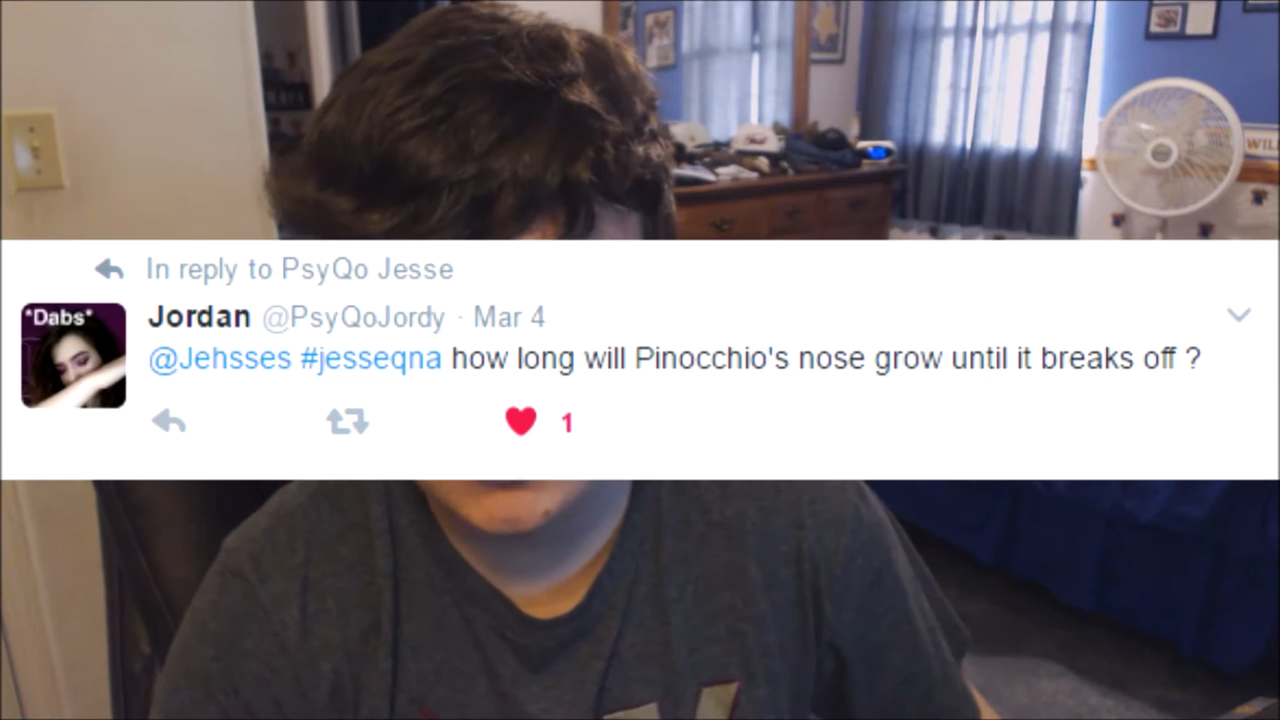 In reply to PsyQo Jesse
*Dabs*
Jordan @PsyQoJordy · Mar 4
@Jehsses #jesseqna how long will Pinocchio's nose grow until it breaks off ?
1
WIL